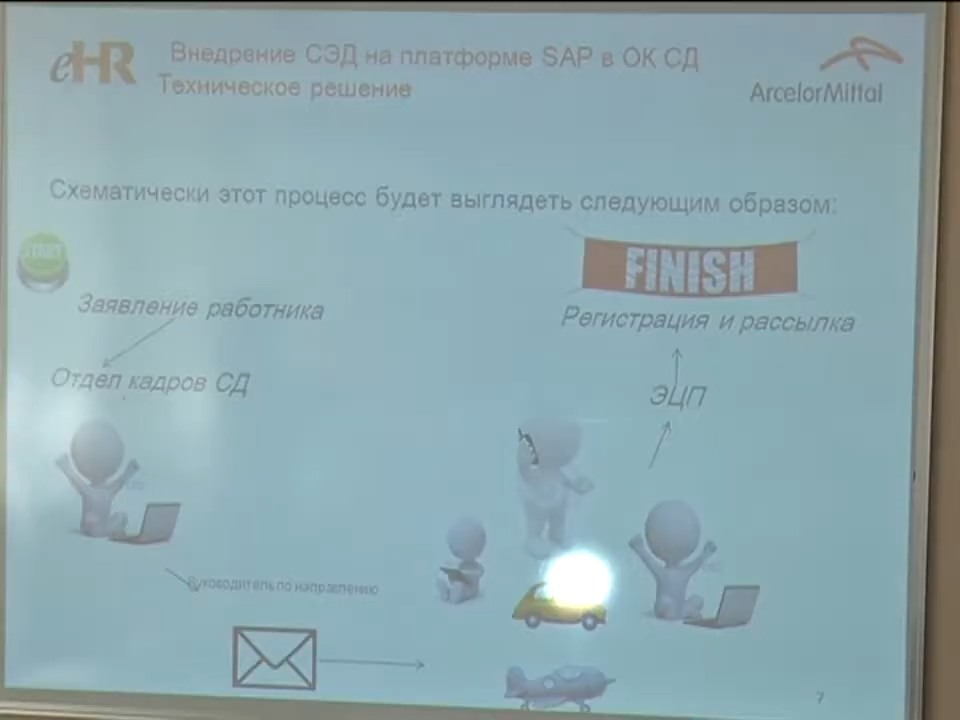 eHR
Внедрение СЭД на платформе SAP в ОК СД
Техническое решение
ArcelorMittal
Схематически этот процесс будет выглядеть следующим образом:
START
FINISH
Заявление работника
Регистрация и рассылка
Отдел кадров СД
ЭЦП
Руководитель по направлению
7